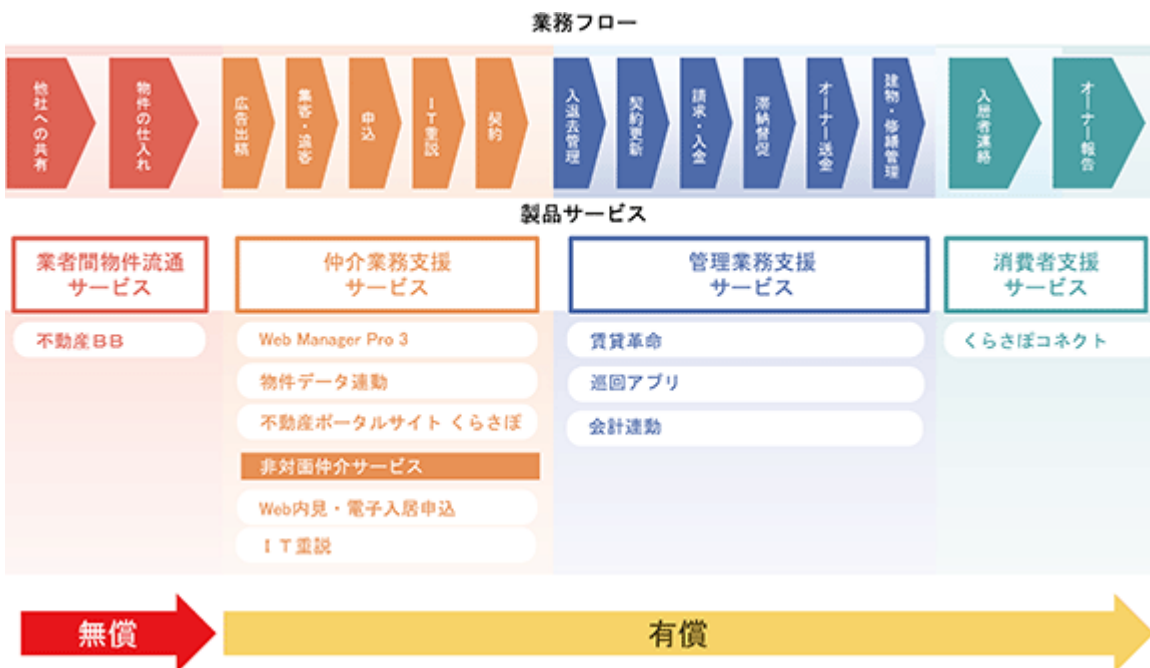 業務フロー
他社への共有
物件の仕入れ
広告出稿
集客・追客
申込
IT重説
契約
入退去管理
契約更新
請求・入金
滞納督促
オーナー送金
建物・修繕管理
入居者連絡
オーナー報告
製品サービス
業者間物件流通
サービス
仲介業務支援
サービス
管理業務支援
サービス
消費者支援
サービス
不動産BB
Web Manager Pro 3
物件データ連動
不動産ポータルサイト くらさぽ
非対面仲介サービス
Web内見・電子入居申込
IT重説
賃貸革命
巡回アプリ
会計連動
くらさぽコネクト
無償
有償